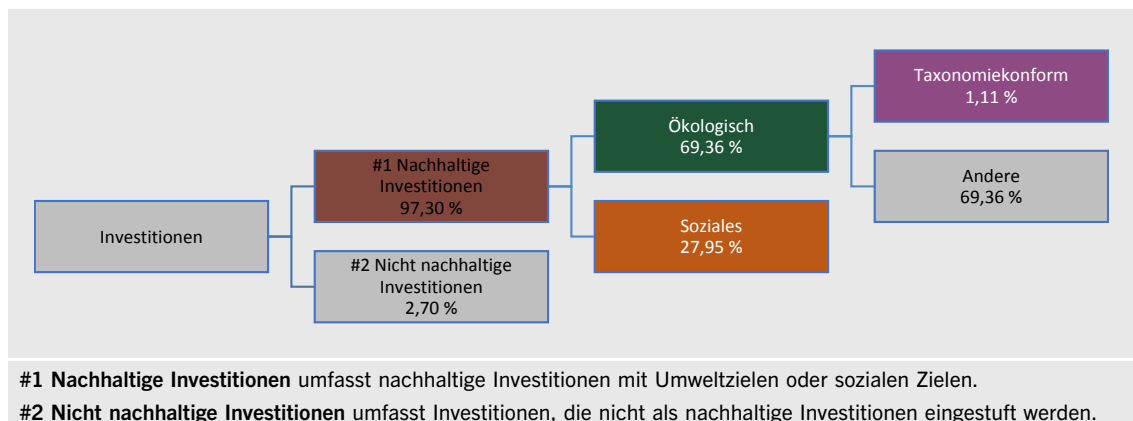 Investitionen
#1 Nachhaltige
Investitionen
97,30 %
#2 Nicht nachhaltige
Investitionen
2,70 %
Ökologisch
69,36 %
Soziales
27,95 %
Taxonomiekonform
1,11 %
Andere
69,36 %
#1 Nachhaltige Investitionen umfasst nachhaltige Investitionen mit Umweltzielen oder sozialen Zielen.
#2 Nicht nachhaltige Investitionen umfasst Investitionen, die nicht als nachhaltige Investitionen eingestuft werden.